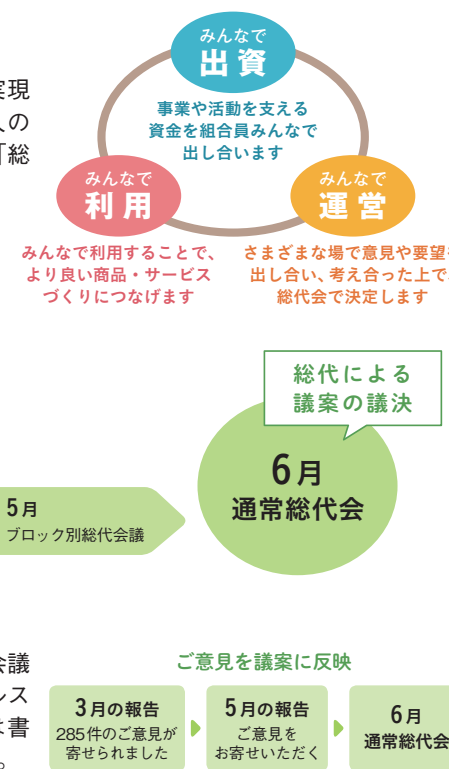 みんなで
出資
事業や活動を支える
資金を組合員みんなで
出し合います
実現
人の
「総
みんなで
利用
みんなで利用することで、
より良い商品・サービス
づくりにつなげます
みんなで
運営
さまざまな場で意見や要望を
出し合い、考え合った上で、
総代会で決定します
総代による
議案の議決
6月
通常総代会
5月
ブロック別総代会議
会議
レス
は書
。
ご意見を議案に反映
3月の報告
285件のご意見が
寄せられました
5月の報告
ご意見を
お寄せいただく
6月
通常総代会